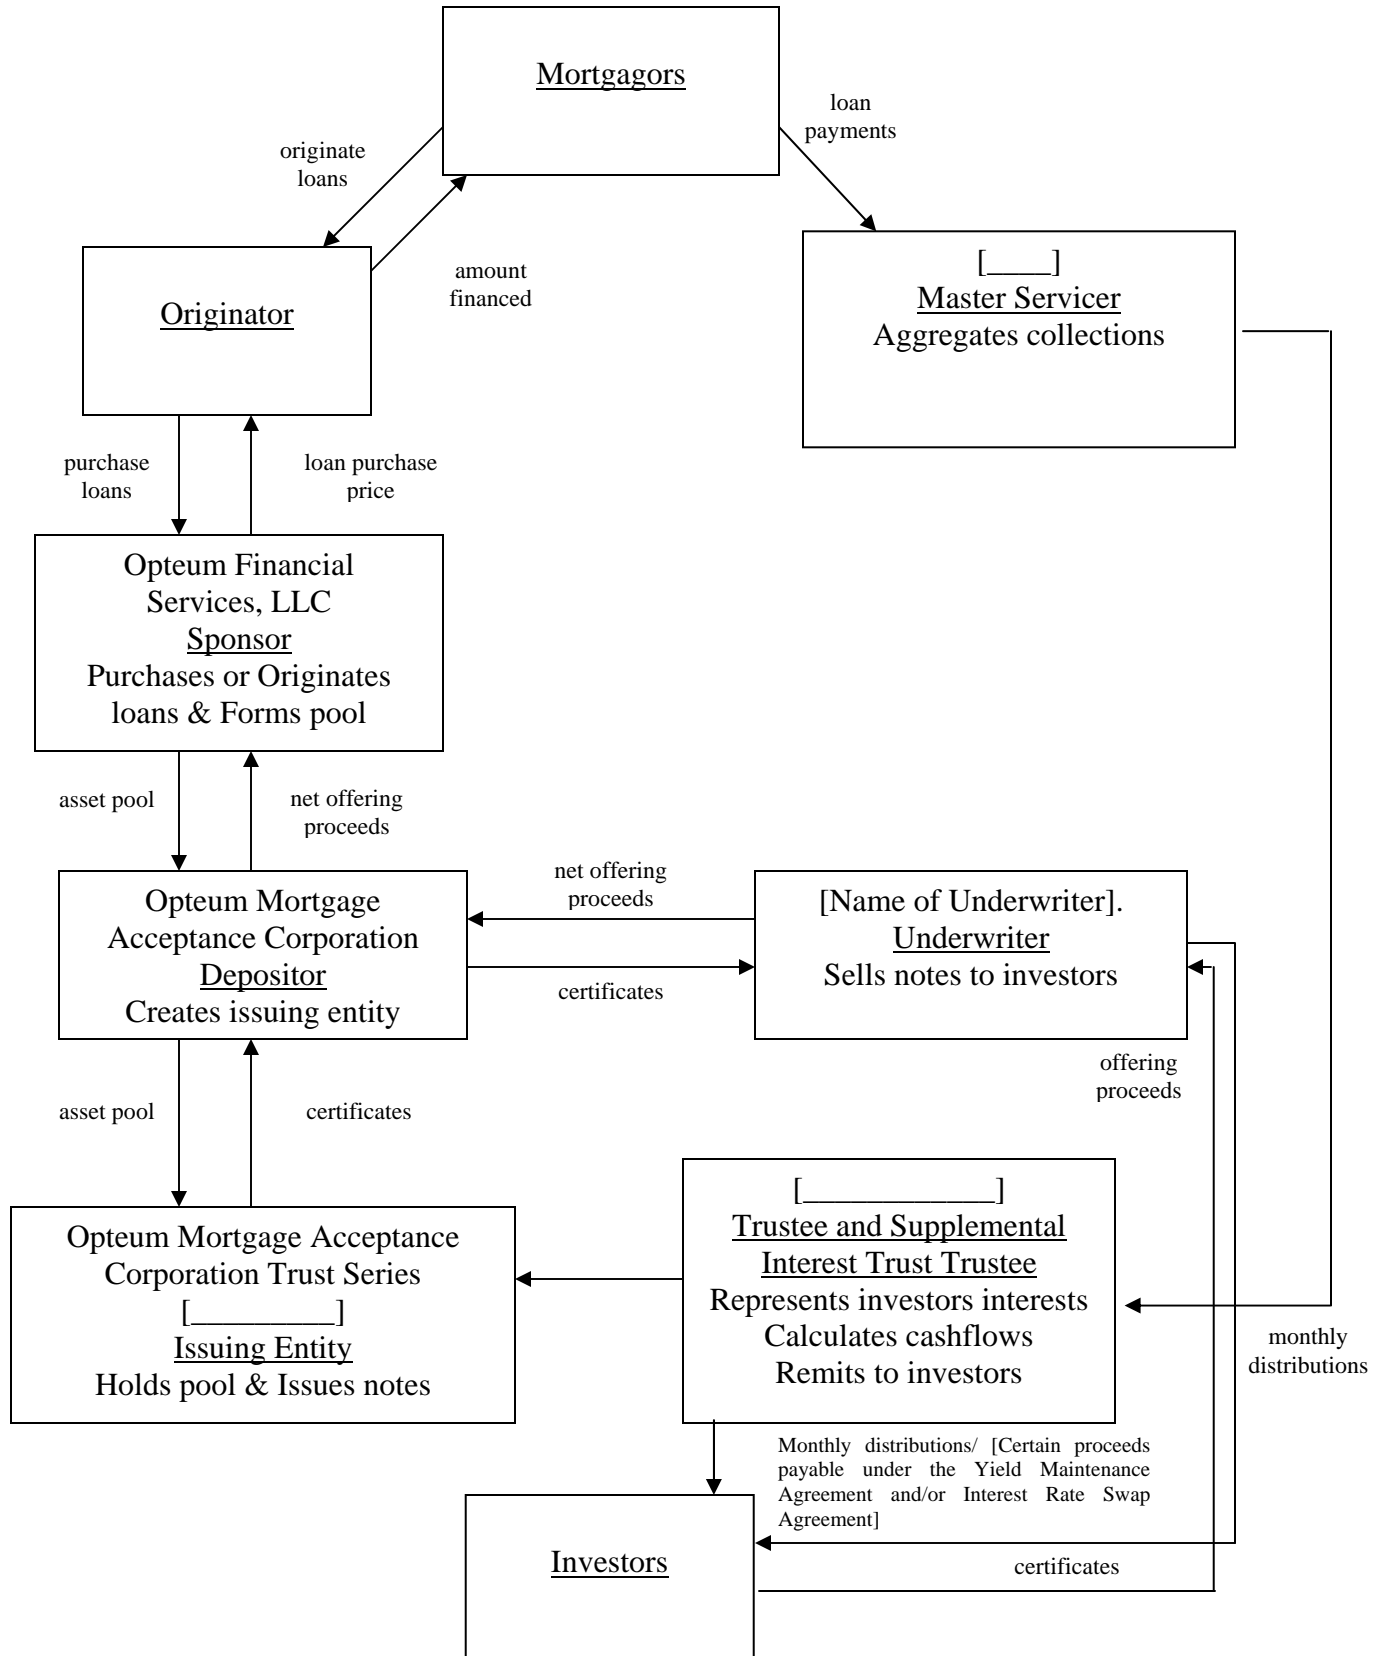 Mortgagors
loan
payments
originate
loans
amount
financed
Originator
[____]
Master Servicer
Aggregates collections
purchase
loans
loan purchase
price
Opteum Financial
Services, LLC
Sponsor
Purchases or Originates
loans & Forms pool
asset pool
net offering
proceeds
Opteum Mortgage
Acceptance Corporation
Depositor
Creates issuing entity
net offering
proceeds
certificates
[Name of Underwriter].
Underwriter
Sells notes to investors
offering
proceeds
asset pool
certificates
Opteum Mortgage Acceptance
Corporation Trust Series
[_________]
Issuing Entity
Holds pool & Issues notes
[____________]
Trustee and Supplemental
Interest Trust Trustee
Represents investors interests
Calculates cashflows
Remits to investors
monthly
distributions
Monthly distributions/ [Certain proceeds
payable under the Yield Maintenance
Agreement and/or Interest Rate Swap
Agreement]
Investors
certificates